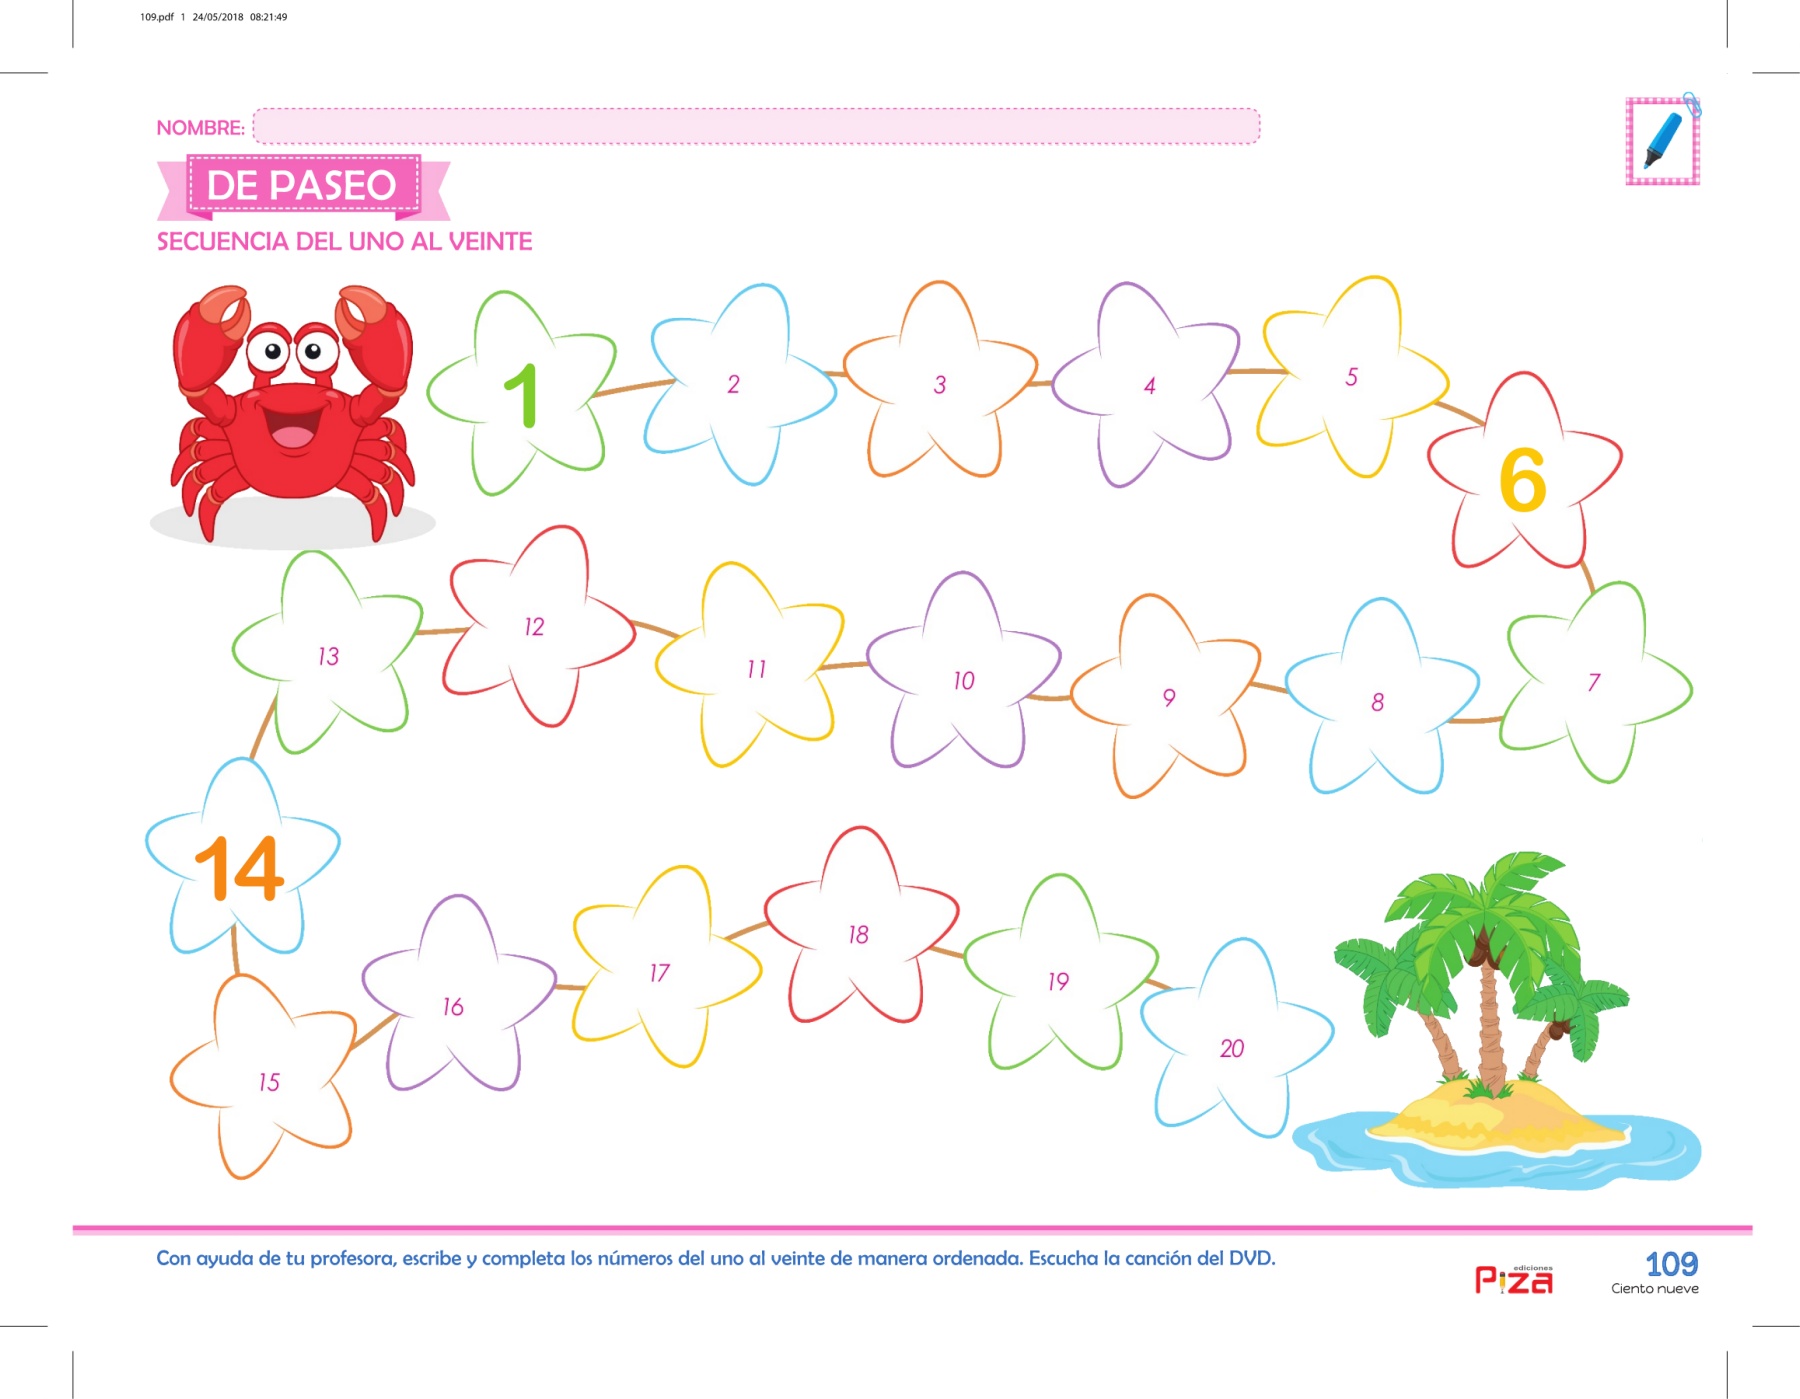 109.pdf 1 24/05/2018 08:21:49
NOMBRE:
DE PASEO
SECUENCIA DEL UNO AL VEINTE
1
2
3
4
5
6
7
8
9
10
11
12
13
14
15
16
17
18
19
20
Con ayuda de tu profesora, escribe y completa los números del uno al veinte de manera ordenada. Escucha la canción del DVD.
ediciones
Piza
109
Ciento nueve